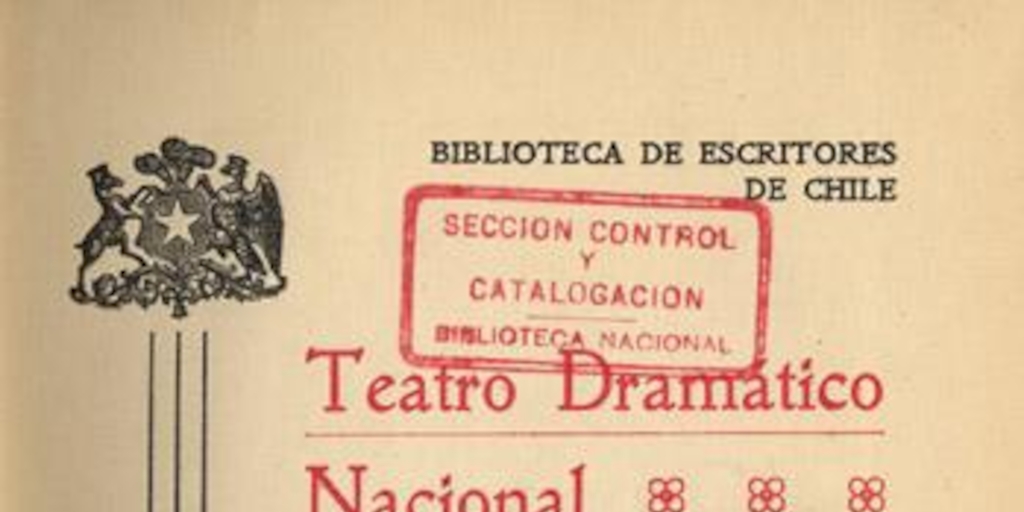 BIBLIOTECA DE ESCRITORES
DE CHILE
SECCION CONTROL
Y
CATALOGACION
BIBLIOTECA NACIONAL
Teatro Dramático
Nacional